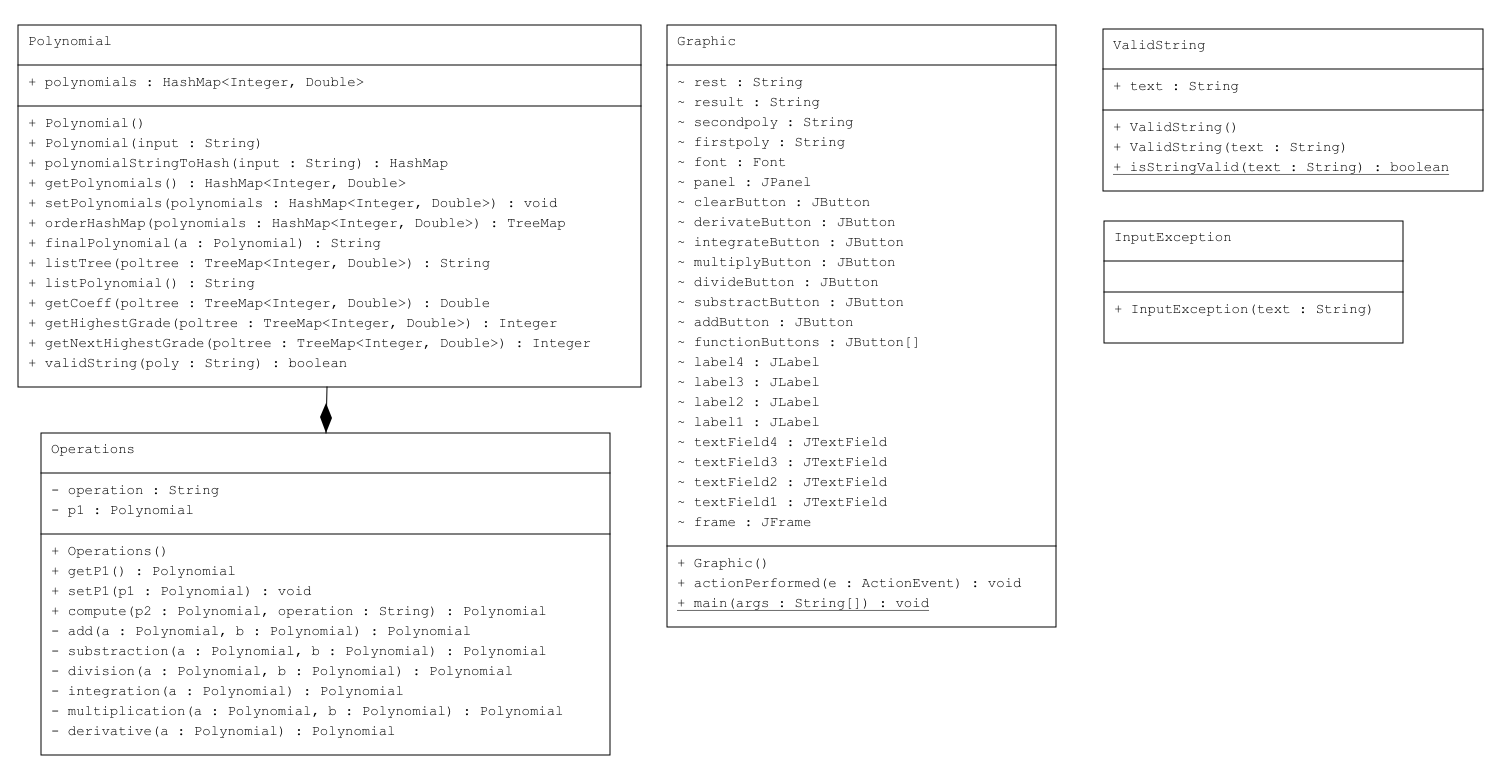 Polynomial
+ polynomials : HashMap<Integer, Double>
+ Polynomial()
+ Polynomial(input : String)
+ polynomialStringToHash(input : String) : HashMap
+ getPolynomials() : HashMap<Integer, Double>
+ setPolynomials(polynomials : HashMap<Integer, Double>) : void
+ orderHashMap(polynomials : HashMap<Integer, Double>) : TreeMap
+ finalPolynomial(a : Polynomial) : String
+ listTree(poltree : TreeMap<Integer, Double>) : String
+ listPolynomial() : String
+ getCoeff(poltree : TreeMap<Integer, Double>) : Double
+ getHighestGrade(poltree : TreeMap<Integer, Double>) : Integer
+ getNextHighestGrade(poltree : TreeMap<Integer, Double>) : Integer
+ validString(poly : String) : boolean
Operations
- operation : String
- p1 : Polynomial
+ Operations()
+ getP1() : Polynomial
+ setP1(p1 : Polynomial) : void
+ compute(p2 : Polynomial, operation : String) : Polynomial
- add(a : Polynomial, b : Polynomial) : Polynomial
- substraction(a : Polynomial, b : Polynomial) : Polynomial
- division(a : Polynomial, b : Polynomial) : Polynomial
- integration(a : Polynomial) : Polynomial
- multiplication(a : Polynomial, b : Polynomial) : Polynomial
- derivative(a : Polynomial) : Polynomial
Graphic
~ rest : String
~ result : String
~ secondpoly : String
~ firstpoly : String
~ font : Font
~ panel : JPanel
~ clearButton : JButton
~ derivateButton : JButton
~ integrateButton : JButton
~ multiplyButton : JButton
~ divideButton : JButton
~ substractButton : JButton
~ addButton : JButton
~ functionButtons : JButton[]
~ label4 : JLabel
~ label3 : JLabel
~ label2 : JLabel
~ label1 : JLabel
~ textField4 : JTextField
~ textField3 : JTextField
~ textField2 : JTextField
~ textField1 : JTextField
~ frame : JFrame
+ Graphic()
+ actionPerformed(e : ActionEvent) : void
+ main(args : String[]) : void
ValidString
+ text : String
+ ValidString()
+ ValidString(text : String)
+ isStringValid(text : String) : boolean
InputException
+ InputException(text : String)